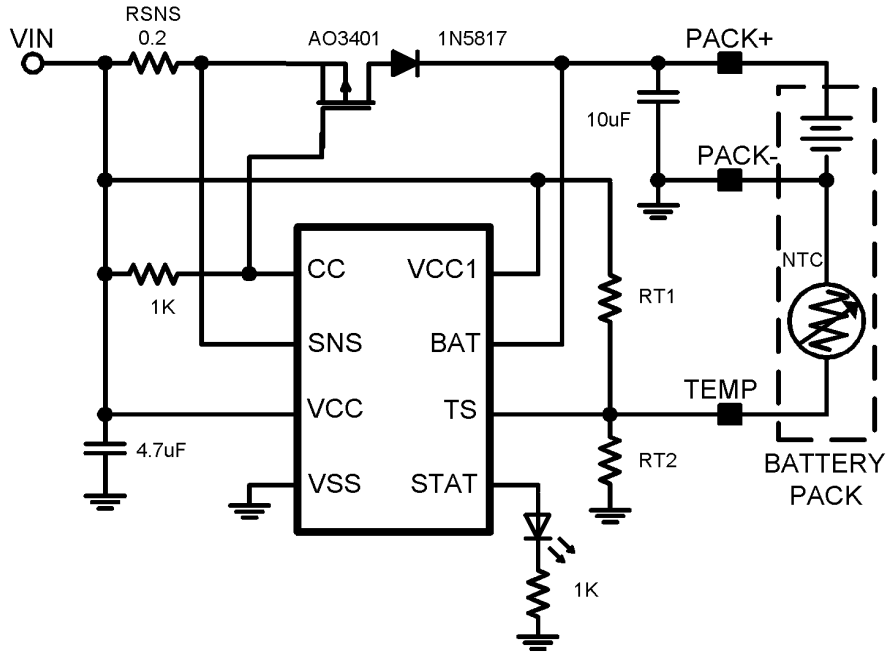 RSNS
0.2
VIN
AO3401
1N5817
PACK+
10uF
PACK-
CC
VCC1
1K
NTC
RT1
SNS
BAT
TEMP
VCC
TS
4.7uF
RT2
VSS
STAT
BATTERY
PACK
1K